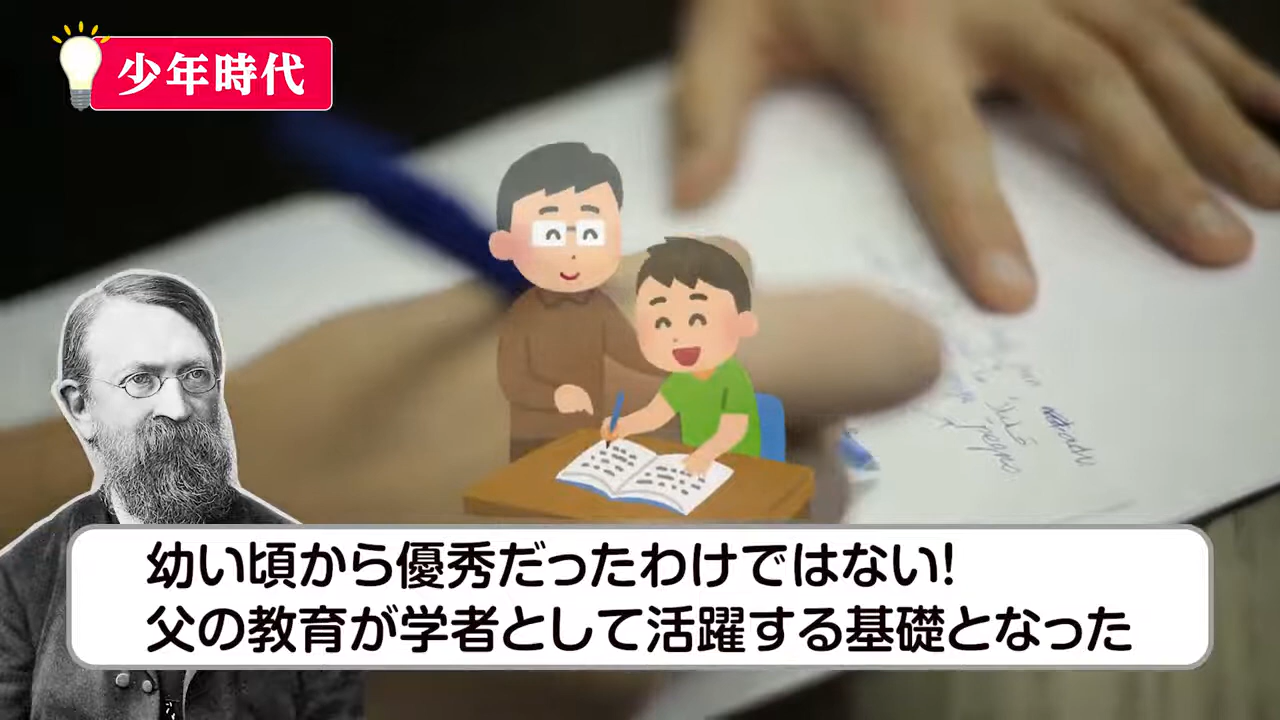 少年時代
幼い頃から優秀だったわけではない!
父の教育が学者として活躍する基礎となった